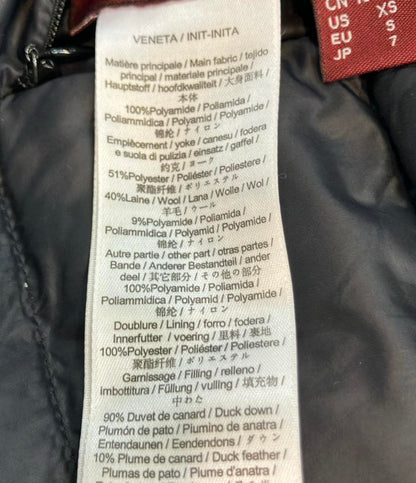 VENETA / INIT-INITA
Matière principale / Main fabric / tejido
principal / materiale principale /
Hauptstoff / hoofdkwaliteit / 大身面料 /
本体
100%Polyamide / Poliamida /
Poliammidica / Polyamid / Polyamide /
锦纶 / ナイロン
Empiècement / yoke / canesu / fodera
e suola di pulizia / einsatz / gaffel /
約克 / ヨーク
51%Polyester / Poliéster / Poliestere /
聚酯纤维 / ポリエステル
40%Laine / Wool / Lana / Wolle / Wol /
羊毛 / ウール
9%Polyamide / Poliamida /
Poliammidica / Polyamid / Polyamide /
锦纶 / ナイロン
Autre partie / other part / otras partes /
Bande / Anderer Bestandteil / ander
deel / 其它部分 / その他の部分
100%Polyamide / Poliamida /
Poliammidica / Polyamid / Polyamide /
锦纶 / ナイロン
Doublure / Lining / forro / fodera /
Innerfutter / voering / 里料 / 裏地
100%Polyester / Poliéster / Poliestere /
聚酯纤维 / ポリエステル
Garnissage / Filling / relleno /
imbottitura / Füllung / vulling / 填充物 /
中わた
90% Duvet de canard / Duck down /
Plumón de pato / Piumino di anatra /
Entendaunen / Eendendons / ダウン
10% Plume de canard / Duck feather /
Plumas de pato / Piume d'anatra /
CN
US XS
EU S
JP 7